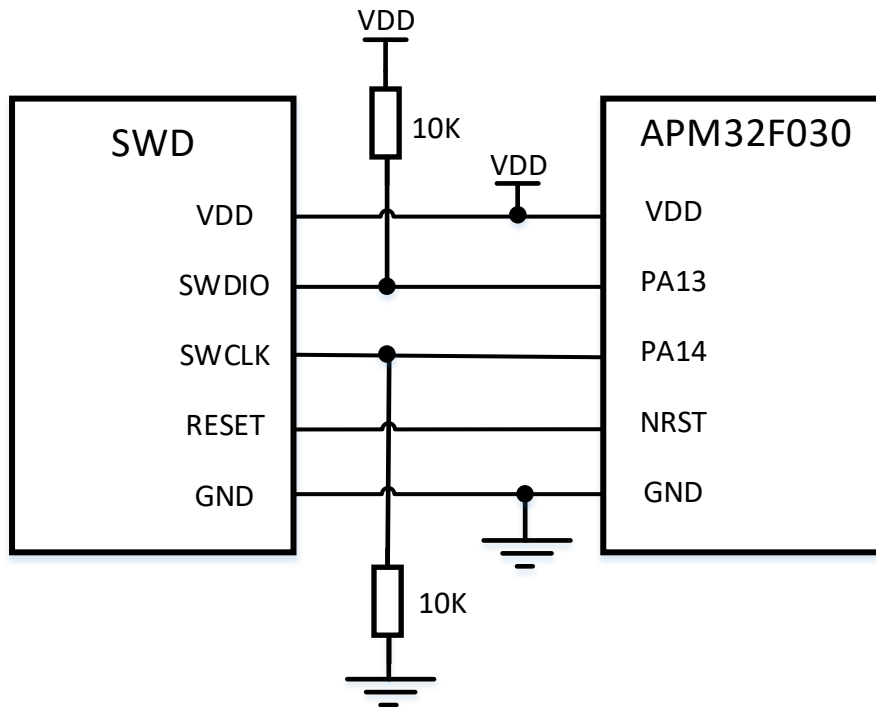 VDD
SWD
10K
APM32F030
VDD
VDD
VDD
SWDIO
PA13
SWCLK
PA14
RESET
NRST
GND
GND
10K